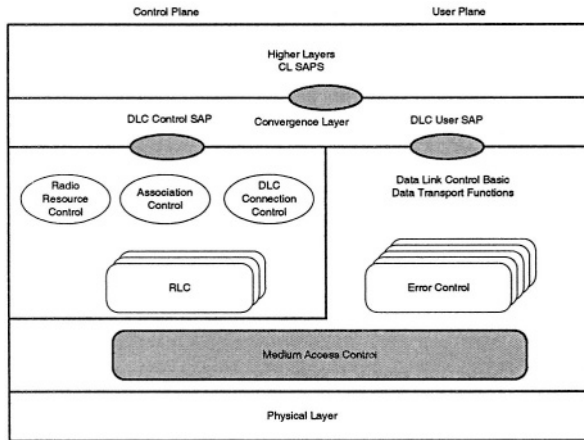 Control Plane
User Plane
Higher Layers
CL SAPS
DLC Control SAP
Convergence Layer
DLC User SAP
Radio
Resource
Control
Association
Control
DLC
Connection
Control
Data Link Control Basic
Data Transport Functions
RLC
Error Control
Medium Access Control
Physical Layer